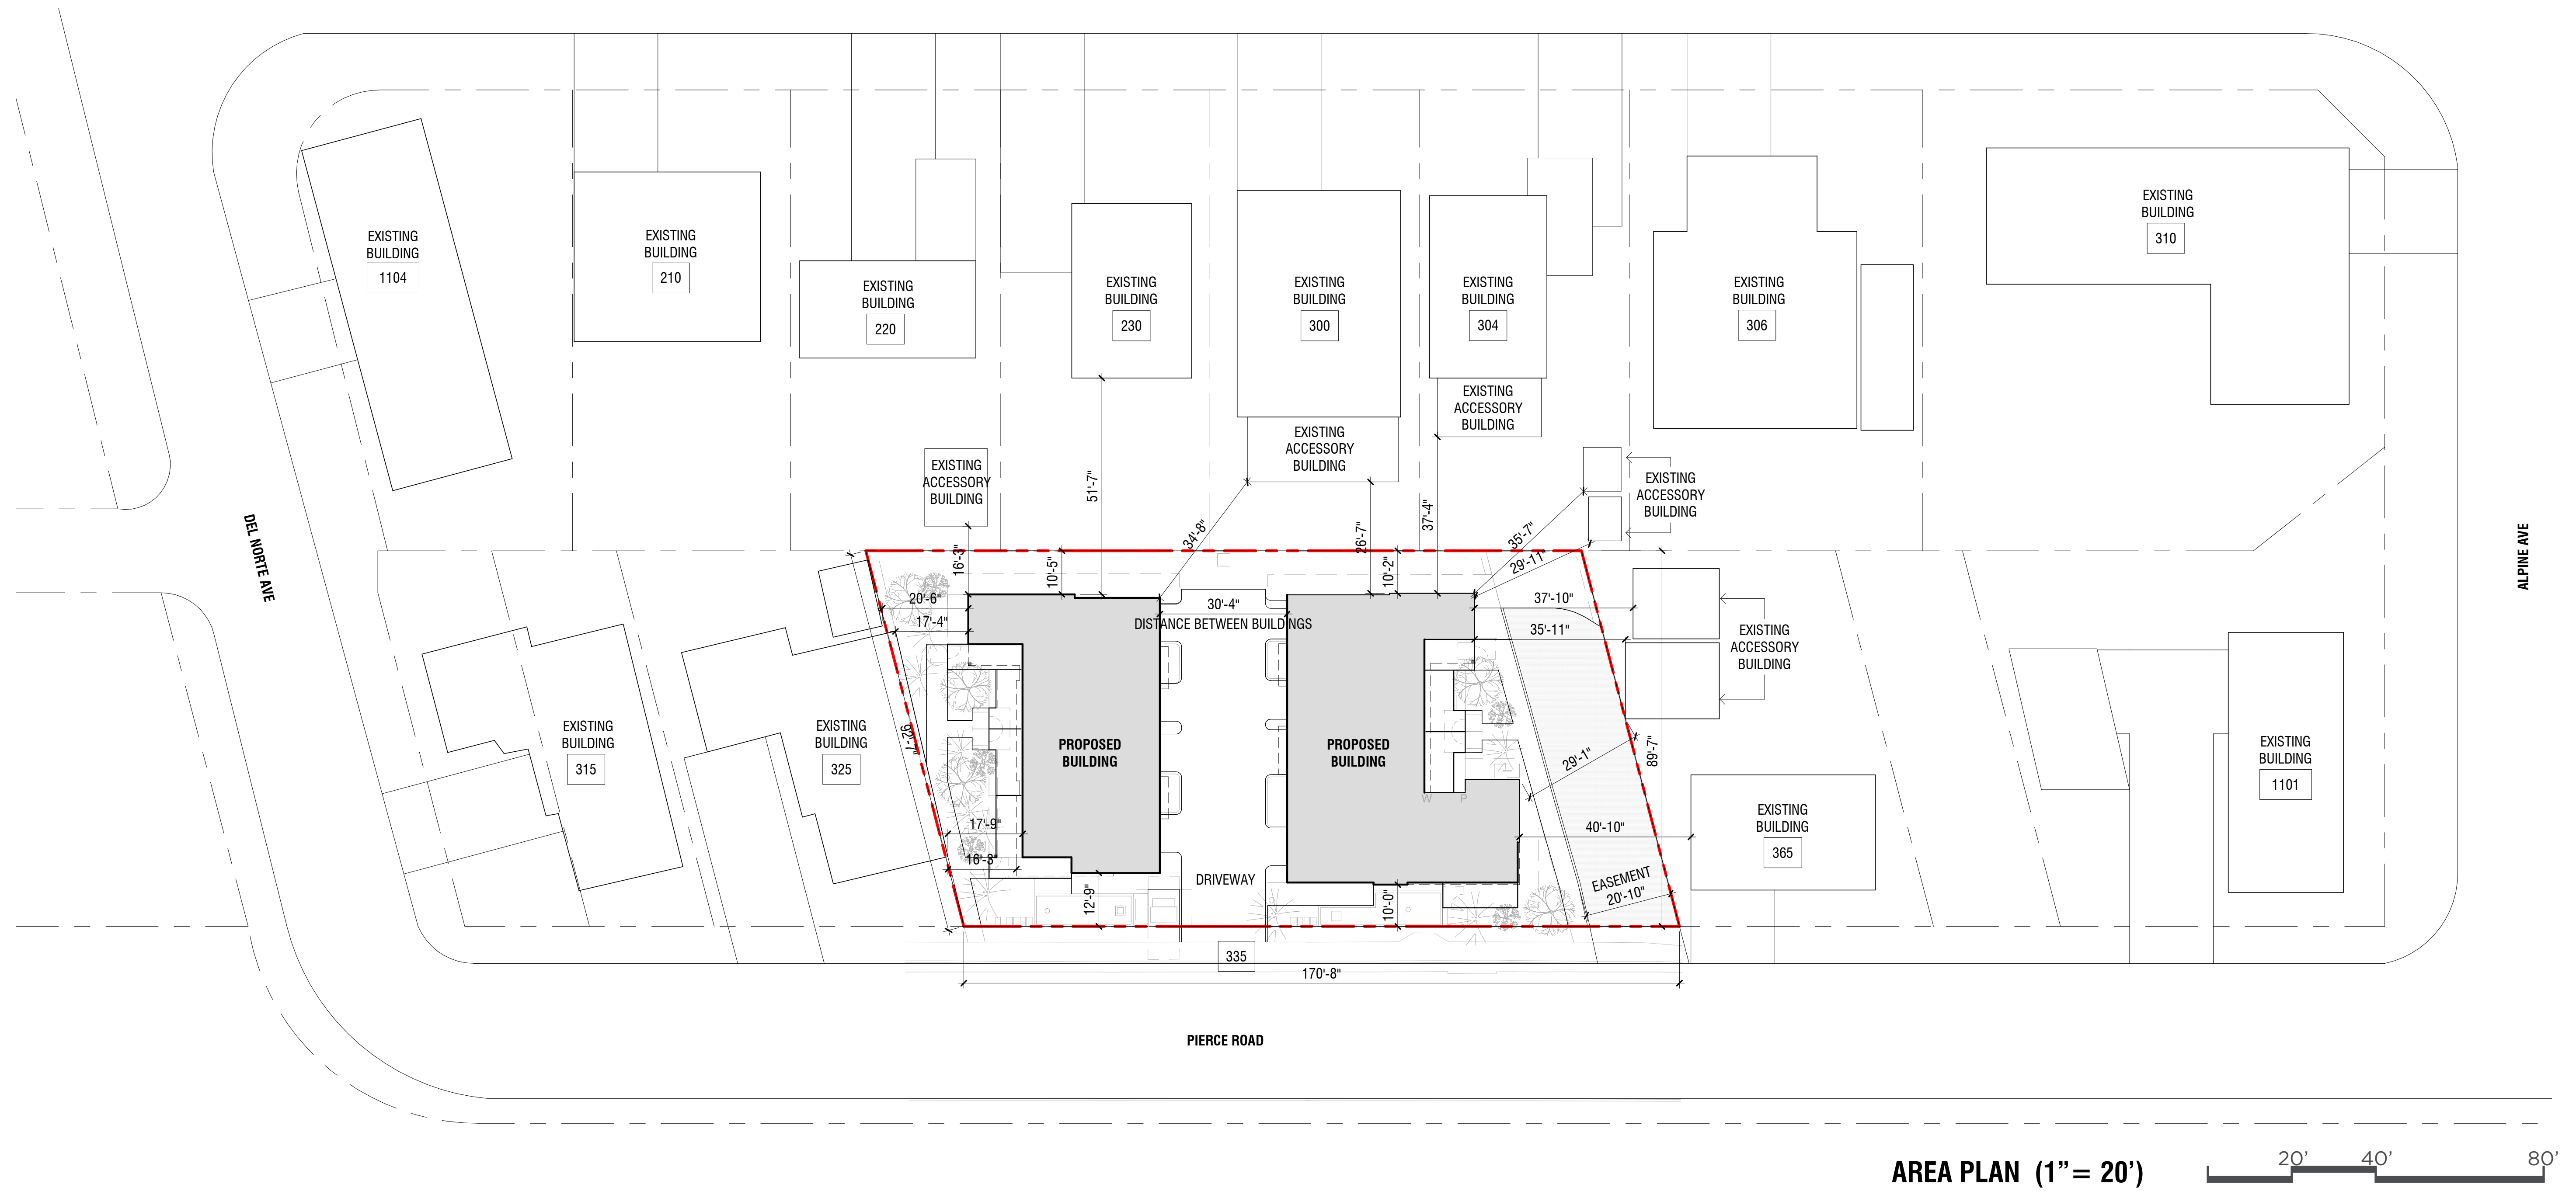 EXISTING
BUILDING
1104
EXISTING
BUILDING
210
EXISTING
BUILDING
220
EXISTING
BUILDING
230
EXISTING
BUILDING
300
EXISTING
BUILDING
304
EXISTING
BUILDING
306
EXISTING
BUILDING
310
EXISTING
ACCESSORY
BUILDING
EXISTING
ACCESSORY
BUILDING
EXISTING
ACCESSORY
BUILDING
EXISTING
ACCESSORY
BUILDING
DEL NORTE AVE
ALPINE AVE
51'-7"
34'-8"
26'-7"
37'-4"
35'-7"
29'-11"
16'-3"
10'-5"
10'-2"
20'-6"
17'-4"
30'-4"
DISTANCE BETWEEN BUILDINGS
37'-10"
35'-11"
EXISTING
ACCESSORY
BUILDING
EXISTING
BUILDING
315
EXISTING
BUILDING
325
92'-7"
PROPOSED
BUILDING
PROPOSED
BUILDING
W
P
29'-1"
89'-7"
EXISTING
BUILDING
365
EXISTING
BUILDING
1101
17'-9"
16'-3"
40'-10"
12'-9"
DRIVEWAY
10'-0"
EASEMENT
20'-10"
335
170'-8"
PIERCE ROAD
AREA PLAN (1”= 20’)
20’
40’
80’